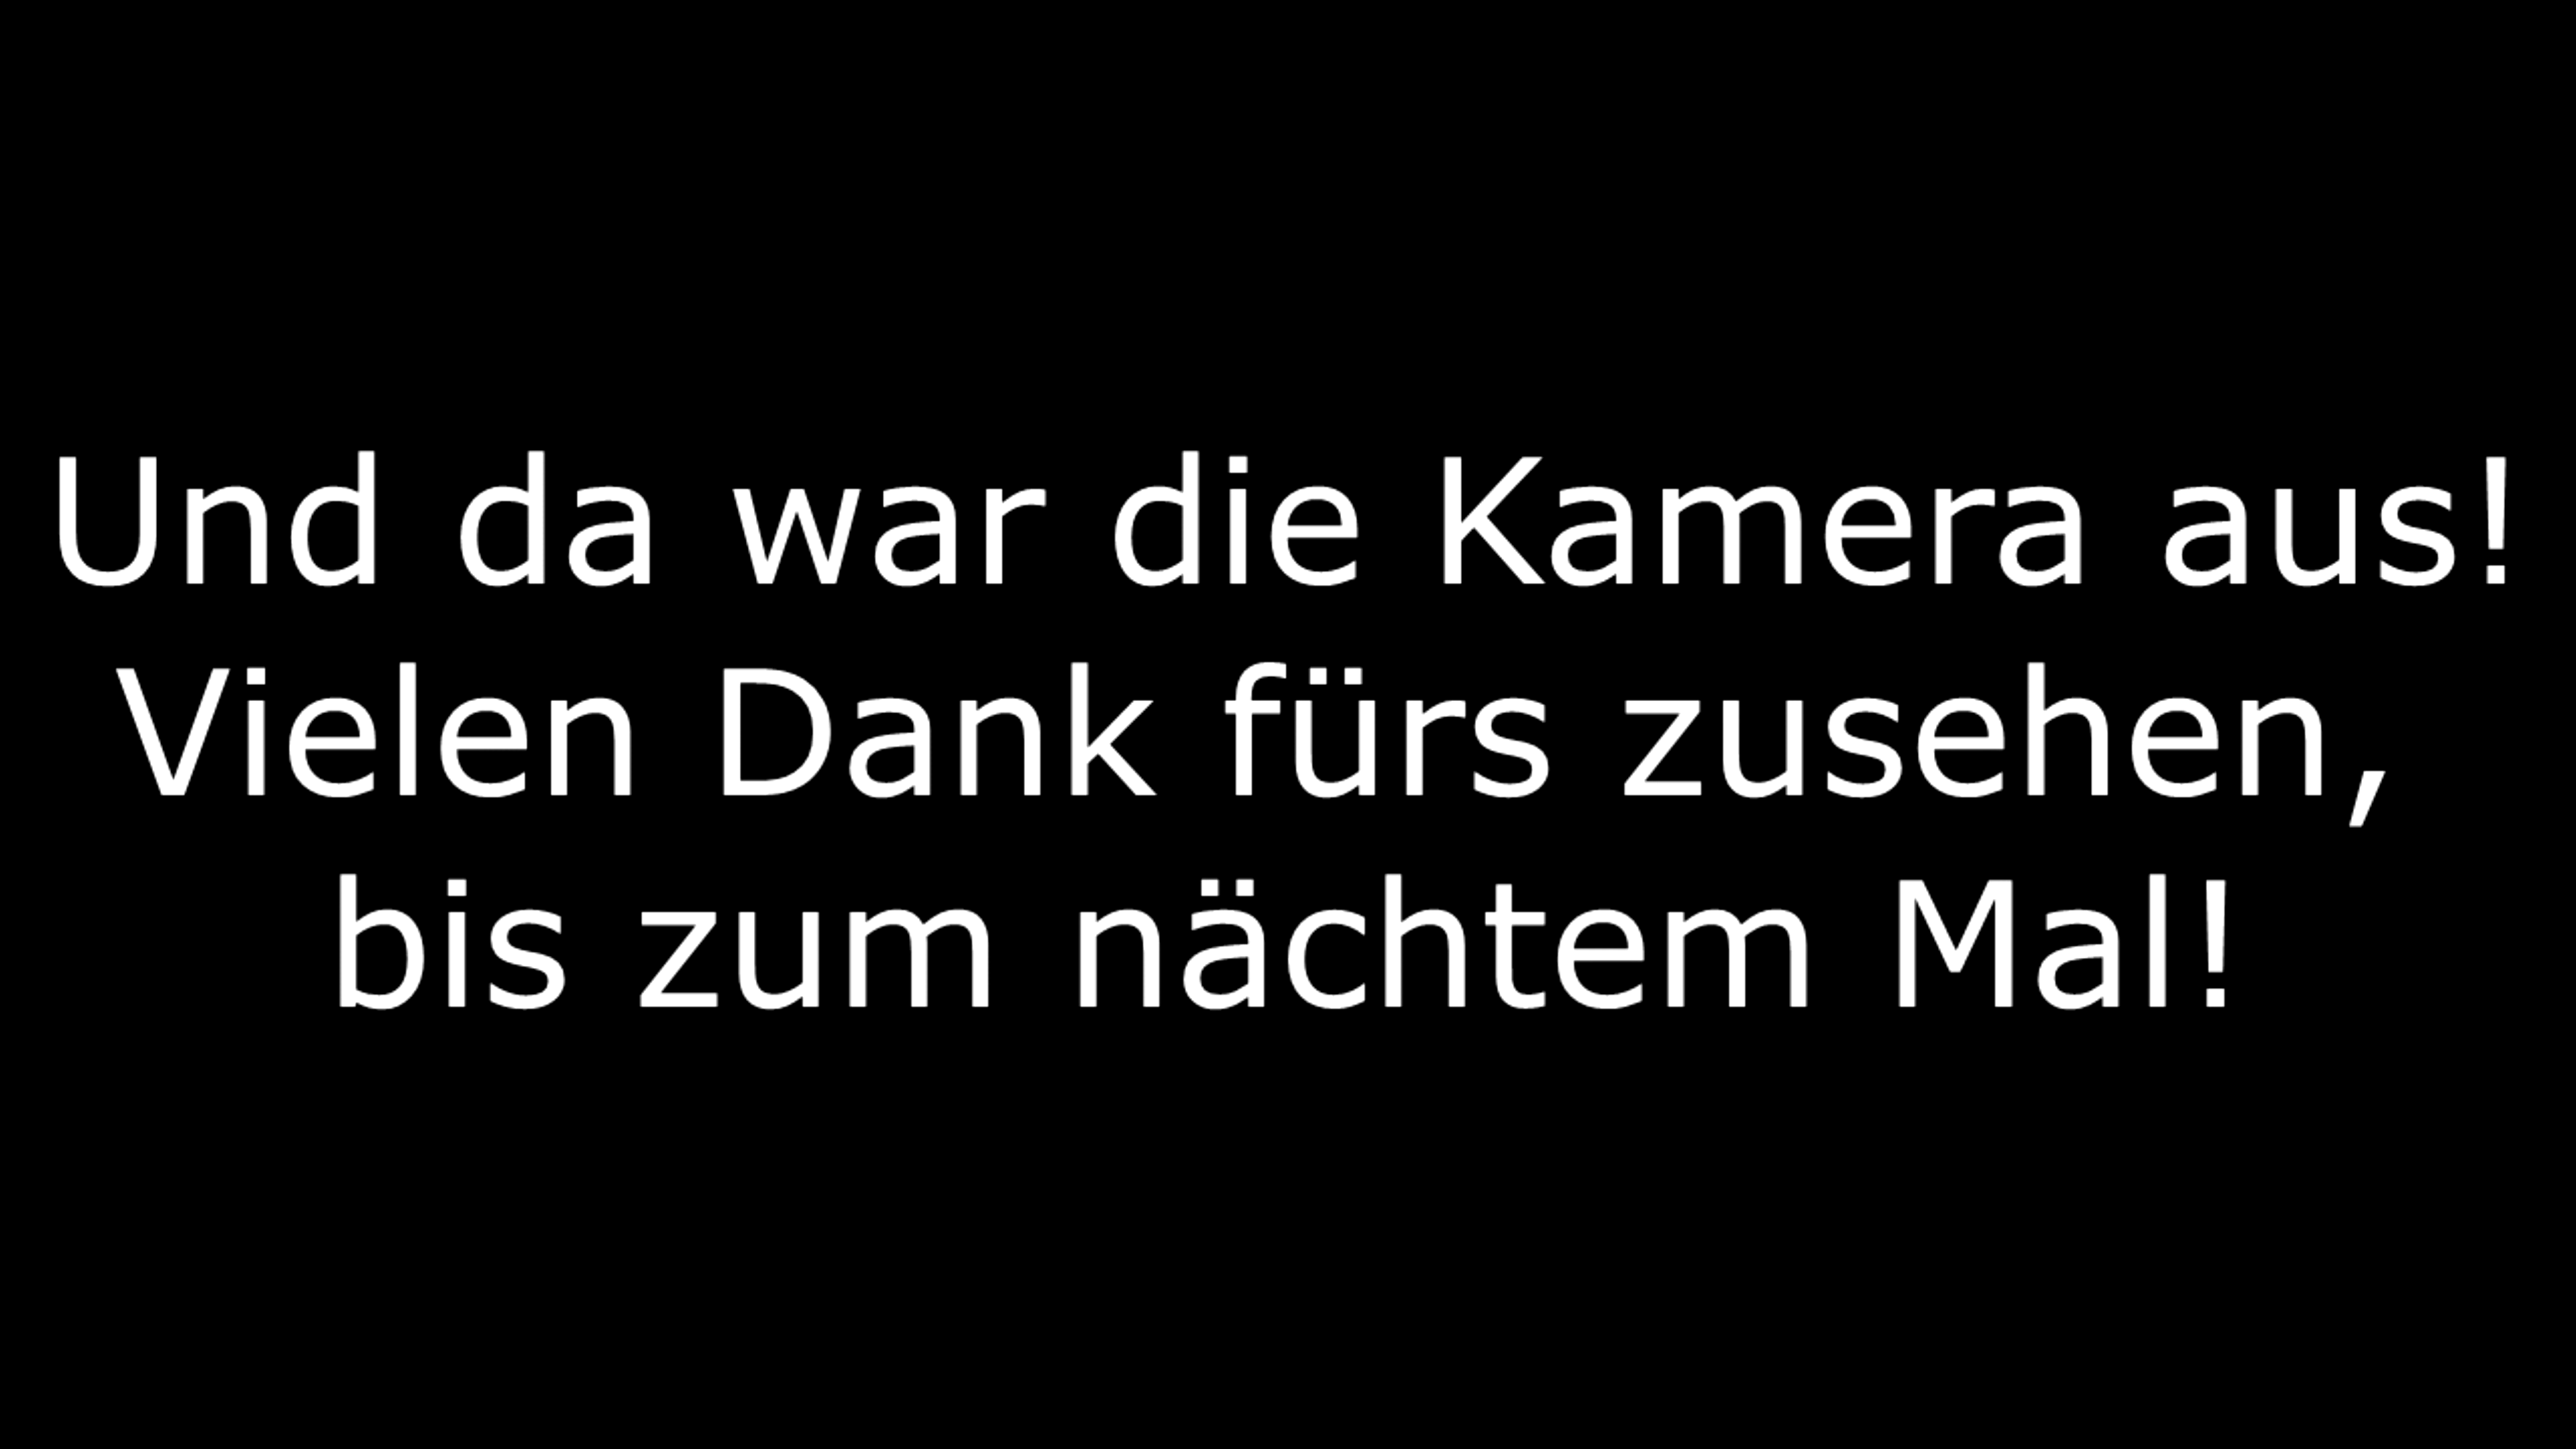 Und da war die Kamera aus!
Vielen Dank fürs zusehen,
bis zum nächtem Mal!